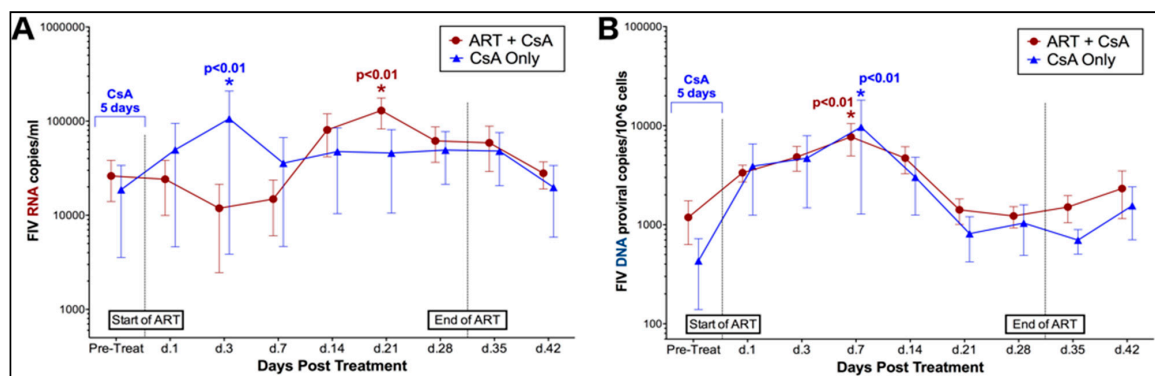 A
1000000
100000
10000
1000
FIV RNA copies/ml
ART + CsA
CsA Only
CsA
5 days
p<0.01
*
p<0.01
*
Start of ART
End of ART
Pre-Treat d.1 d.3 d.7 d.14 d.21 d.28 d.35 d.42
Days Post Treatment
B
100000
10000
1000
100
FIV DNA proviral copies/10^6 cells
ART + CsA
CsA Only
CsA
5 days
p<0.01
*
p<0.01
*
Start of ART
End of ART
Pre-Treat d.1 d.3 d.7 d.14 d.21 d.28 d.35 d.42
Days Post Treatment